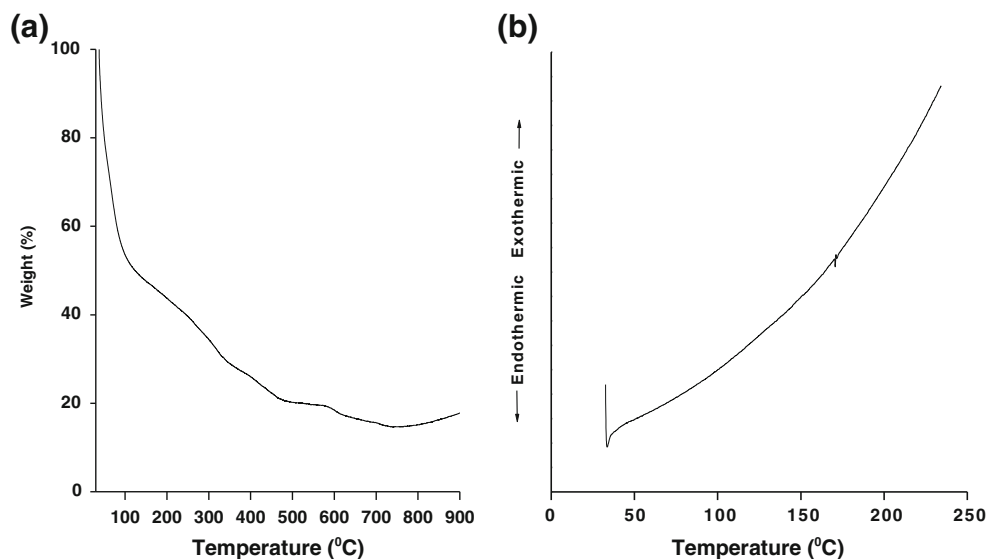 (a)
100
80
60
40
20
0
Weight (%)
100 200 300 400 500 600 700 800 900
Temperature (⁰C)
(b)
Endothermic Exothermic
0 50 100 150 200 250
Temperature (⁰C)